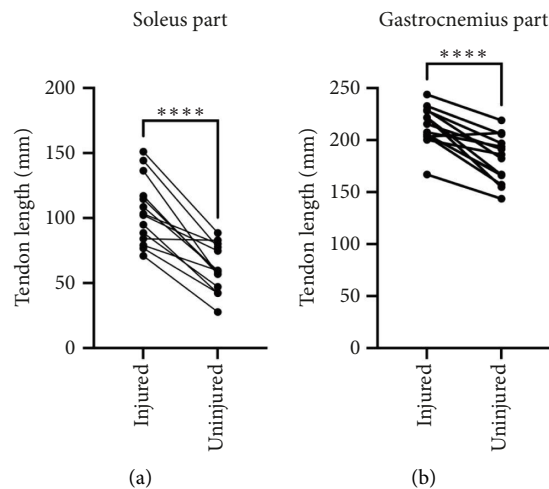 Soleus part
Gastrocnemius part
****
****
Tendon length (mm)
200
150
100
50
0
Injured
Uninjured
Tendon length (mm)
250
200
150
100
50
0
Injured
Uninjured
(a)
(b)